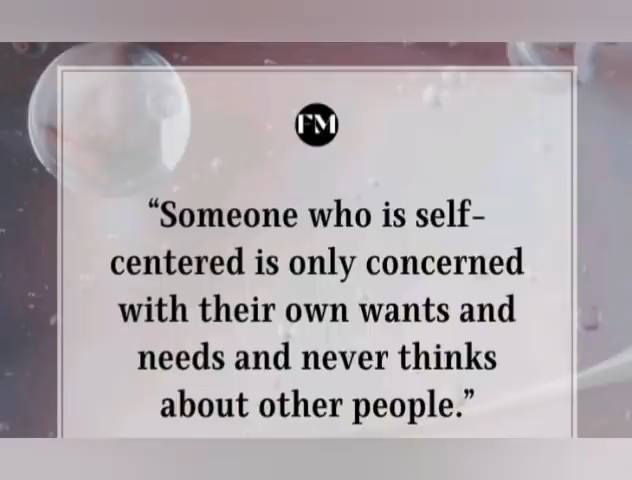 FM
“Someone who is self-
centered is only concerned
with their own wants and
needs and never thinks
about other people.”